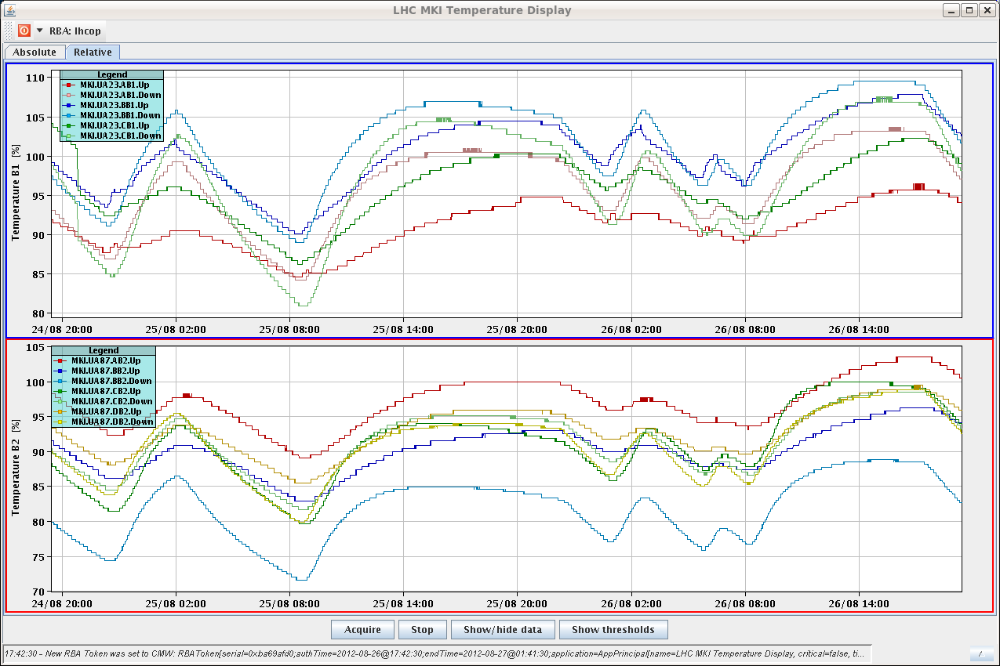 LHC MKI Temperature Display
RBA: lhcop
Absolute Relative
Legend
MKI.UA23.AB1.Up
MKI.UA23.AB1.Down
MKI.UA23.BB1.Up
MKI.UA23.BB1.Down
MKI.UA23.CB1.Up
MKI.UA23.CB1.Down
Temperature B1 [%]
110
105
100
95
90
85
80
24/08 20:00 25/08 02:00 25/08 08:00 25/08 14:00 25/08 20:00 26/08 02:00 26/08 08:00 26/08 14:00
Legend
MKI.UA87.AB2.Up
MKI.UA87.BB2.Up
MKI.UA87.BB2.Down
MKI.UA87.CB2.Up
MKI.UA87.CB2.Down
MKI.UA87.DB2.Up
MKI.UA87.DB2.Down
Temperature B2 [%]
105
100
95
90
85
80
75
70
24/08 20:00 25/08 02:00 25/08 08:00 25/08 14:00 25/08 20:00 26/08 02:00 26/08 08:00 26/08 14:00
Acquire Stop Show/hide data Show thresholds
17:42:30 - New RBA Token was set to CMW: RBAToken[serial=0xba69afd0;authTime=2012-08-26@17:42:30;endTime=2012-08-27@01:41:30;application=AppPrincipal[name=LHC MKI Temperature Display, critical=false, ti...